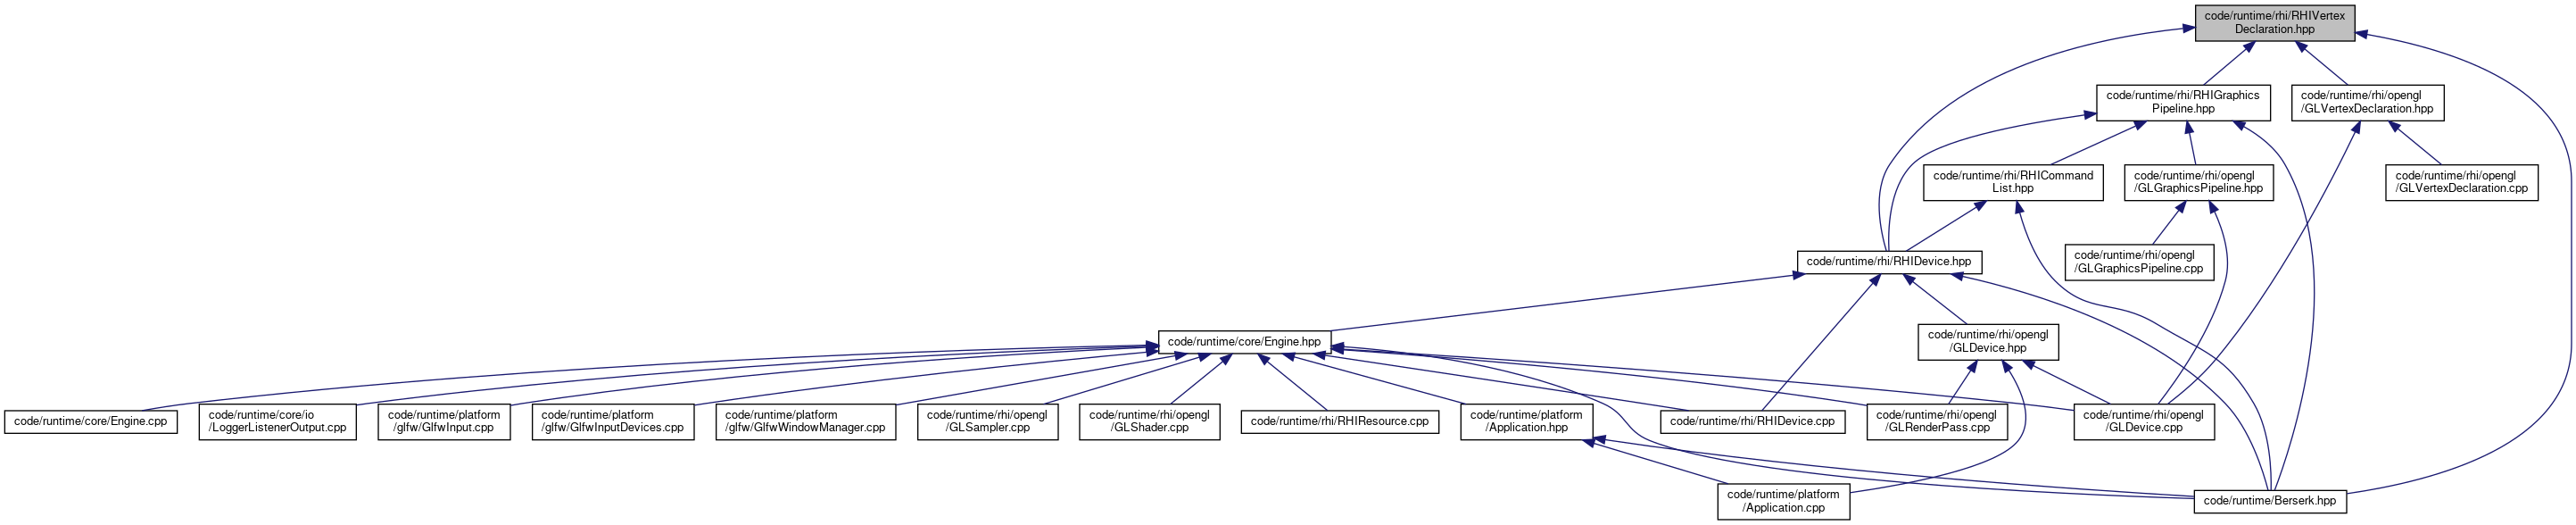 code/runtime/rhi/RHIVertex
Declaration.hpp
code/runtime/rhi/RHIGraphics
Pipeline.hpp
code/runtime/rhi/opengl
/GLVertexDeclaration.hpp
code/runtime/rhi/RHICommand
List.hpp
code/runtime/rhi/opengl
/GLGraphicsPipeline.hpp
code/runtime/rhi/opengl
/GLVertexDeclaration.cpp
code/runtime/rhi/RHIDevice.hpp
code/runtime/rhi/opengl
/GLGraphicsPipeline.cpp
code/runtime/core/Engine.hpp
code/runtime/rhi/opengl
/GLDevice.hpp
code/runtime/core/Engine.cpp
code/runtime/core/io
/LoggerListenerOutput.cpp
code/runtime/platform
/glfw/GlfwInput.cpp
code/runtime/platform
/glfw/GlfwInputDevices.cpp
code/runtime/platform
/glfw/GlfwWindowManager.cpp
code/runtime/rhi/opengl
/GLSampler.cpp
code/runtime/rhi/opengl
/GLShader.cpp
code/runtime/rhi/RHIResource.cpp
code/runtime/platform
/Application.hpp
code/runtime/rhi/RHIDevice.cpp
code/runtime/rhi/opengl
/GLRenderPass.cpp
code/runtime/rhi/opengl
/GLDevice.cpp
code/runtime/platform
/Application.cpp
code/runtime/Berserk.hpp